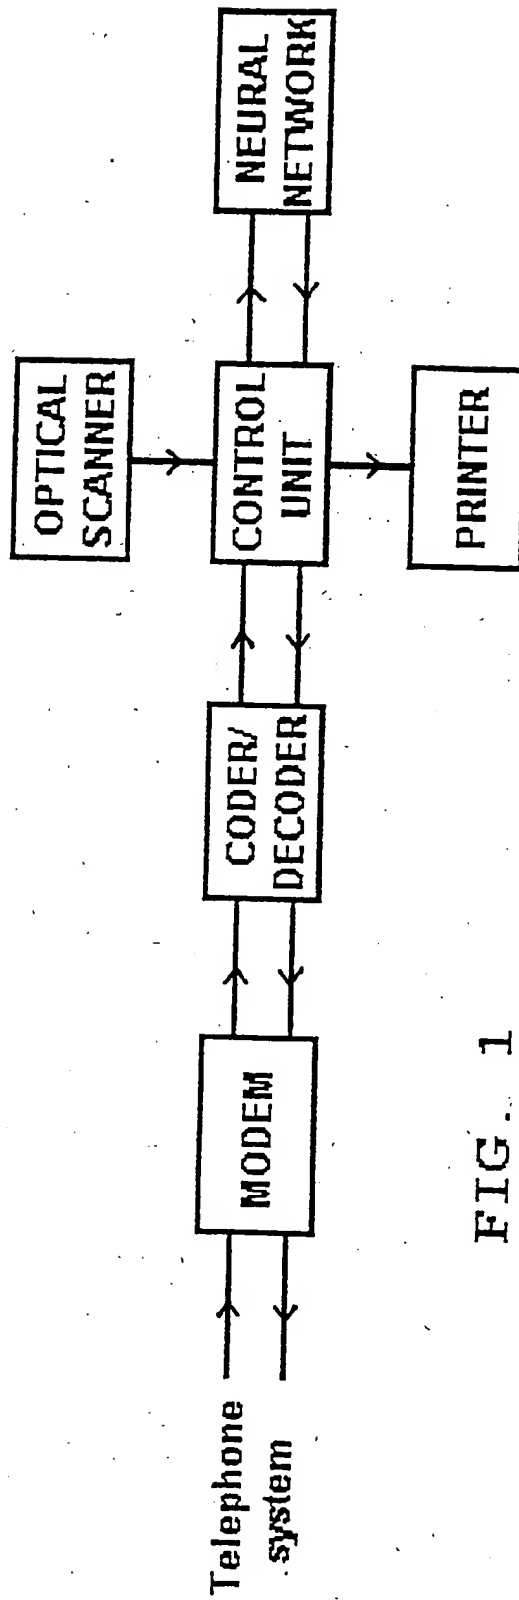 OPTICAL
SCANNER
Telephone
system
MODEM
CODER/
DECODER
CONTROL
UNIT
NEURAL
NETWORK
PRINTER
FIG. 1